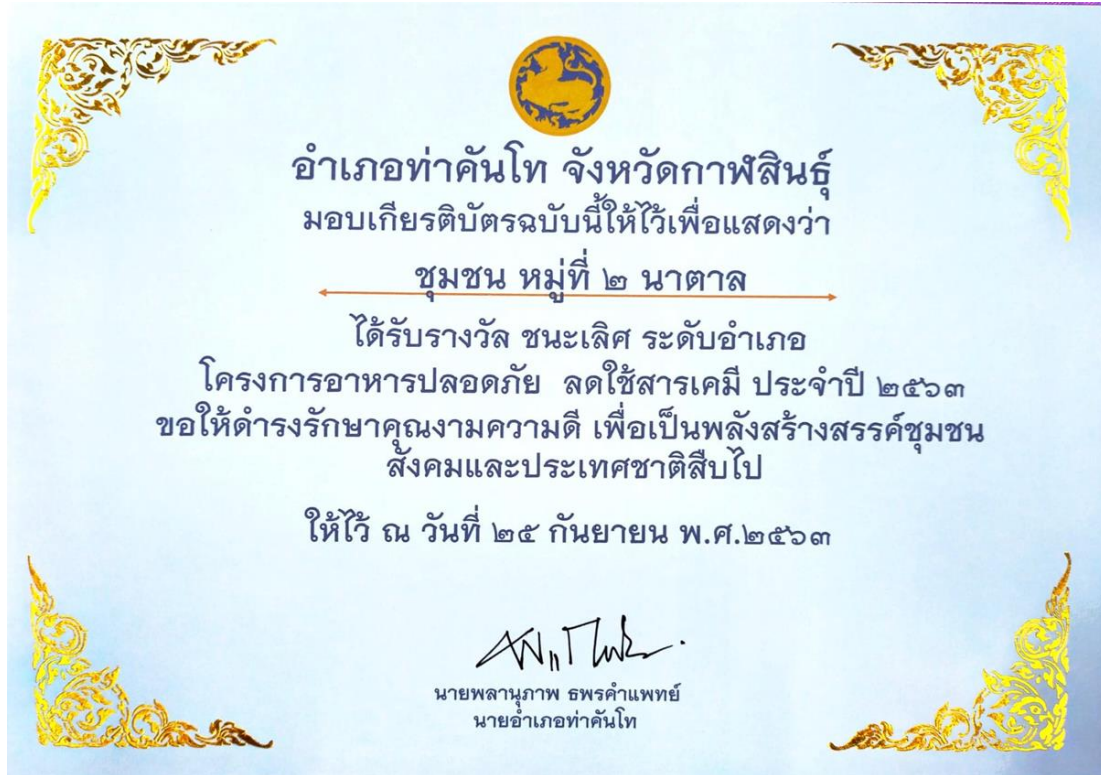 อำเภอท่าคันโท จังหวัดกาฬสินธุ์
มอบเกียรติบัตรฉบับนี้ให้ไว้เพื่อแสดงว่า
ชุมชน หมู่ที่ ๒ นาตาล
ได้รับรางวัล ชนะเลิศ ระดับอำเภอ
โครงการอาหารปลอดภัย ลดใช้สารเคมี ประจำปี ๒๕๖๓
ขอให้ดำรงรักษาคุณงามความดี เพื่อเป็นพลังสร้างสรรค์ชุมชน
สังคมและประเทศชาติสืบไป
ให้ไว้ ณ วันที่ ๒๕ กันยายน พ.ศ.๒๕๖๓
นายพลานุภาพ ธพรคำแพทย์
นายอำเภอท่าคันโท